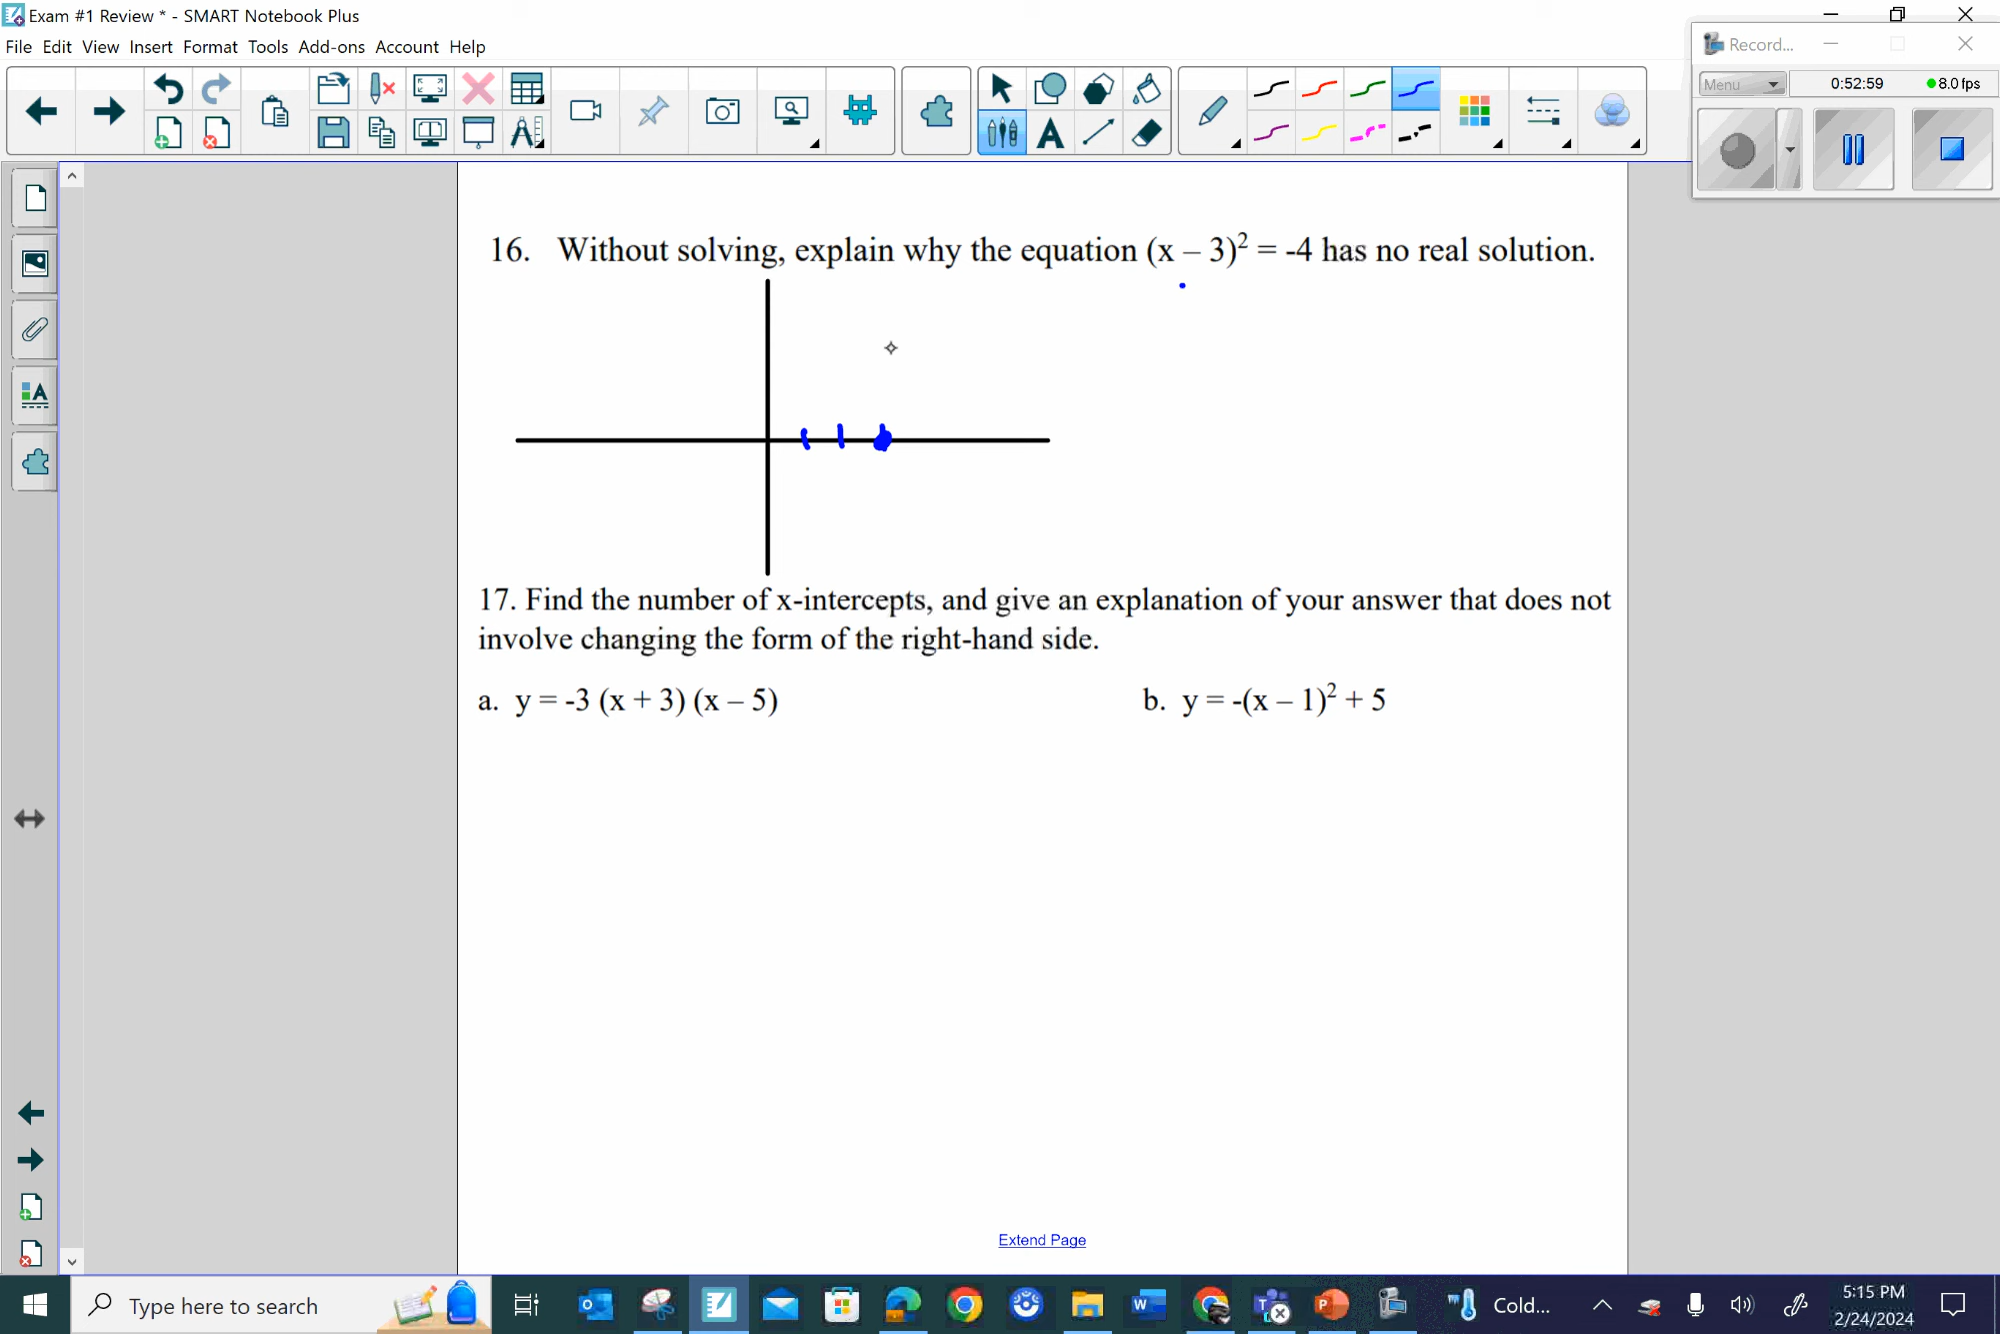 Exam #1 Review * - SMART Notebook Plus
File Edit View Insert Format Tools Add-ons Account Help
Record...
Menu
0:52:59
8.0 fps
16. Without solving, explain why the equation (x – 3)² = -4 has no real solution.
17. Find the number of x-intercepts, and give an explanation of your answer that does not
involve changing the form of the right-hand side.
a. y = -3 (x + 3) (x – 5)
b. y = -(x – 1)² + 5
Extend Page
Type here to search
Cold...
5:15 PM
2/24/2024